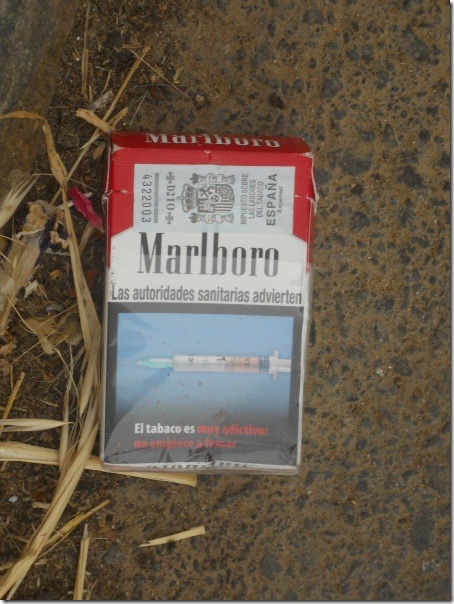 Marlboro
4322003
D210
IMPUESTO SOBRE
LAS LABORES
DEL TABACO
ESPAÑA
Marlboro
Las autoridades sanitarias advierten
El tabaco es muy adictivo:
no empiece a fumar